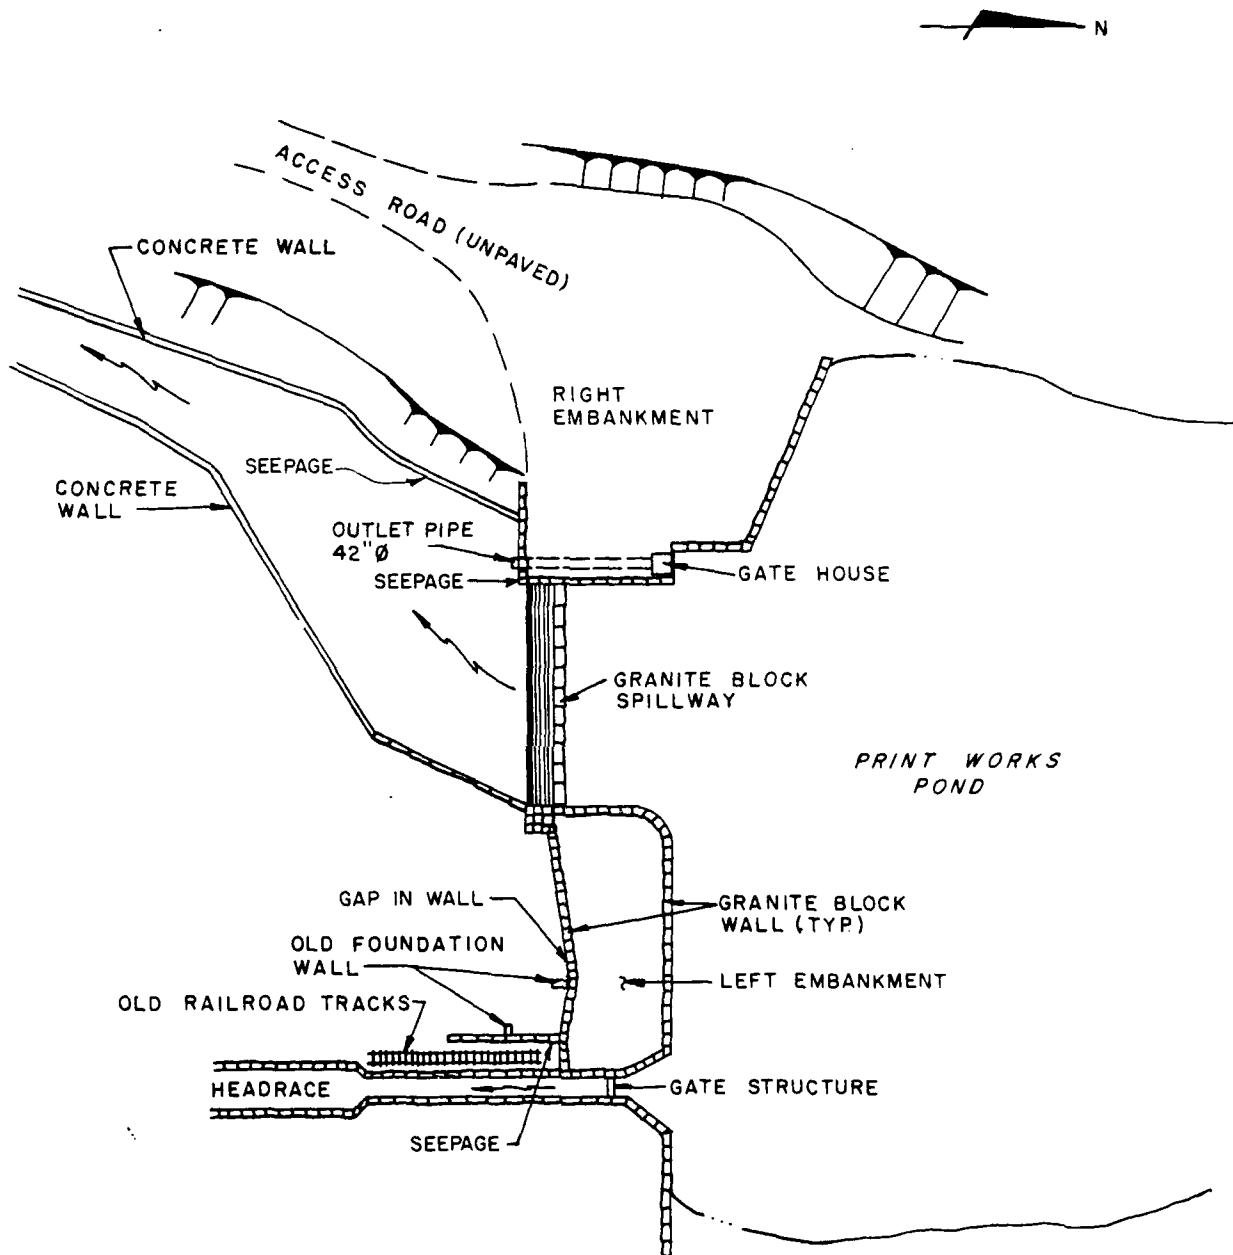 N
ACCESS ROAD (UNPAVED)
CONCRETE WALL
RIGHT
EMBANKMENT
SEEPAGE
CONCRETE
WALL
OUTLET PIPE
42"Ø
SEEPAGE
GATE HOUSE
GRANITE BLOCK
SPILLWAY
PRINT WORKS
POND
GAP IN WALL
GRANITE BLOCK
WALL (TYP.)
OLD FOUNDATION
WALL
LEFT EMBANKMENT
OLD RAILROAD TRACKS
HEADRACE
GATE STRUCTURE
SEEPAGE